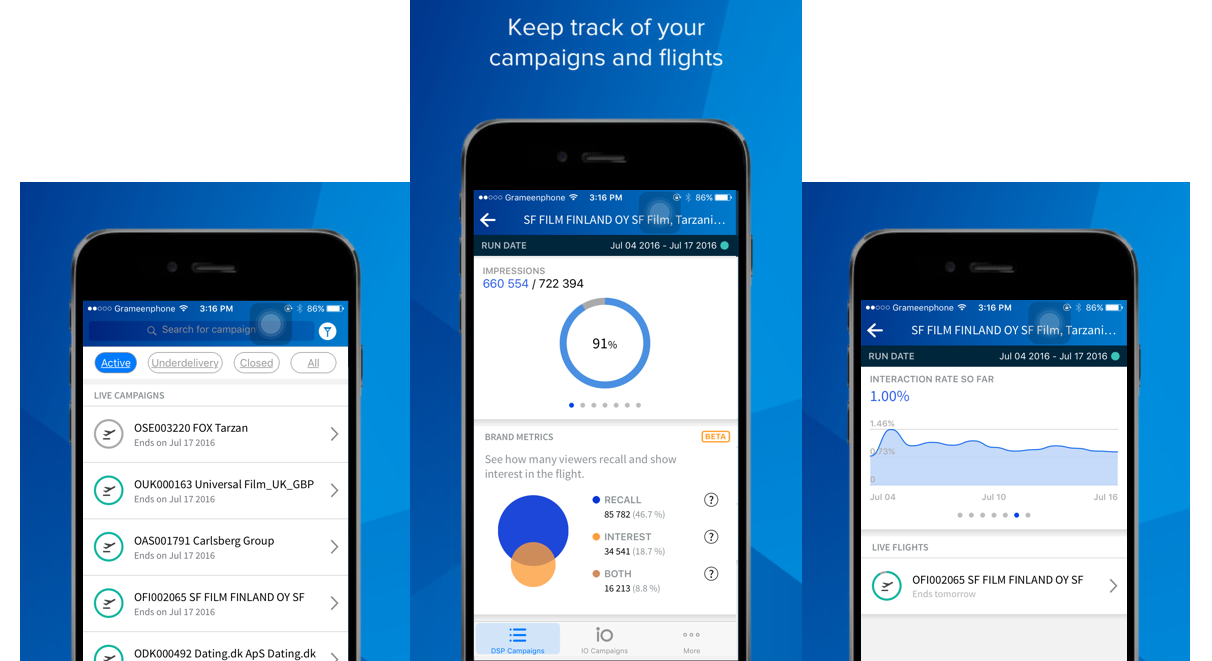 Keep track of your
campaigns and flights
Grameenphone 3:16 PM 86%
Search for campaign
Active Underdelivery Closed All
LIVE CAMPAIGNS
OSE003220 FOX Tarzan
Ends on Jul 17 2016
OUK000163 Universal Film_UK_GBP
Ends on Jul 17 2016
OAS001791 Carlsberg Group
Ends on Jul 17 2016
OFI002065 SF FILM FINLAND OY SF
Ends on Jul 17 2016
ODK000492 Dating.dk ApS Dating.dk
Grameenphone 3:16 PM 86%
SF FILM FINLAND OY SF Film, Tarzani...
RUN DATE Jul 04 2016 - Jul 17 2016
IMPRESSIONS
660 554 / 722 394
91%
BRAND METRICS BETA
See how many viewers recall and show
interest in the flight.
RECALL ?
85 782 (46.7 %)
INTEREST ?
34 541 (18.7 %)
BOTH ?
16 213 (8.8 %)
iO
DSP Campaigns IO Campaigns More
Grameenphone 3:16 PM 86%
SF FILM FINLAND OY SF Film, Tarzani...
RUN DATE Jul 04 2016 - Jul 17 2016
INTERACTION RATE SO FAR
1.00%
1.46%
0.73%
0
Jul 04 Jul 10 Jul 16
LIVE FLIGHTS
OFI002065 SF FILM FINLAND OY SF
Ends tomorrow